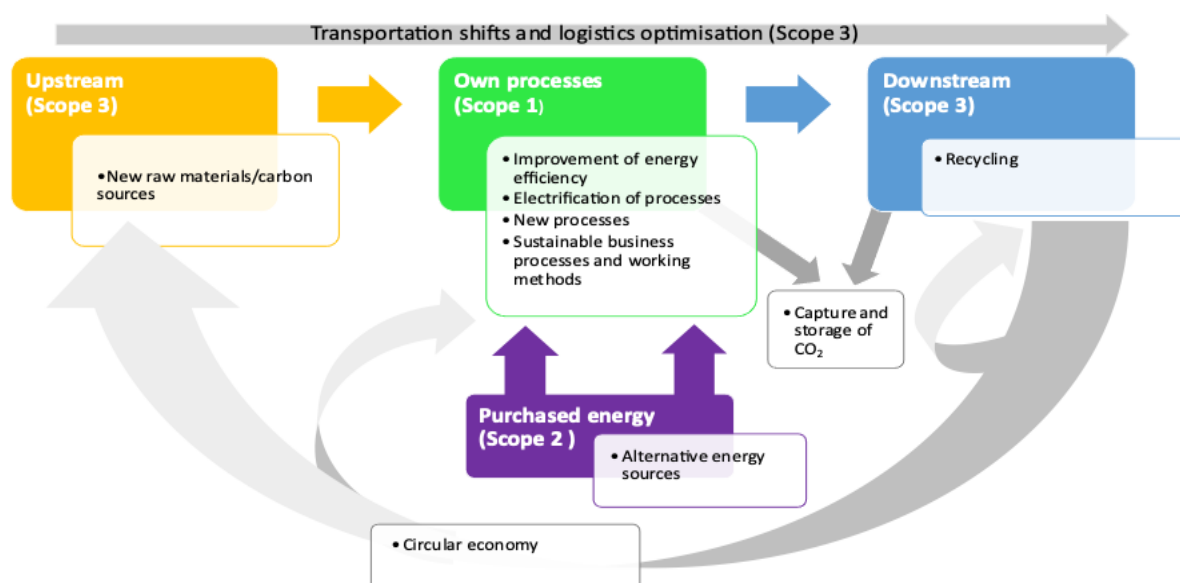 Transportation shifts and logistics optimisation (Scope 3)
Upstream
(Scope 3)
•New raw materials/carbon
sources
Own processes
(Scope 1)
• Improvement of energy
efficiency
• Electrification of processes
• New processes
• Sustainable business
processes and working
methods
Downstream
(Scope 3)
• Recycling
• Capture and
storage of
CO₂
Purchased energy
(Scope 2 )
• Alternative energy
sources
• Circular economy